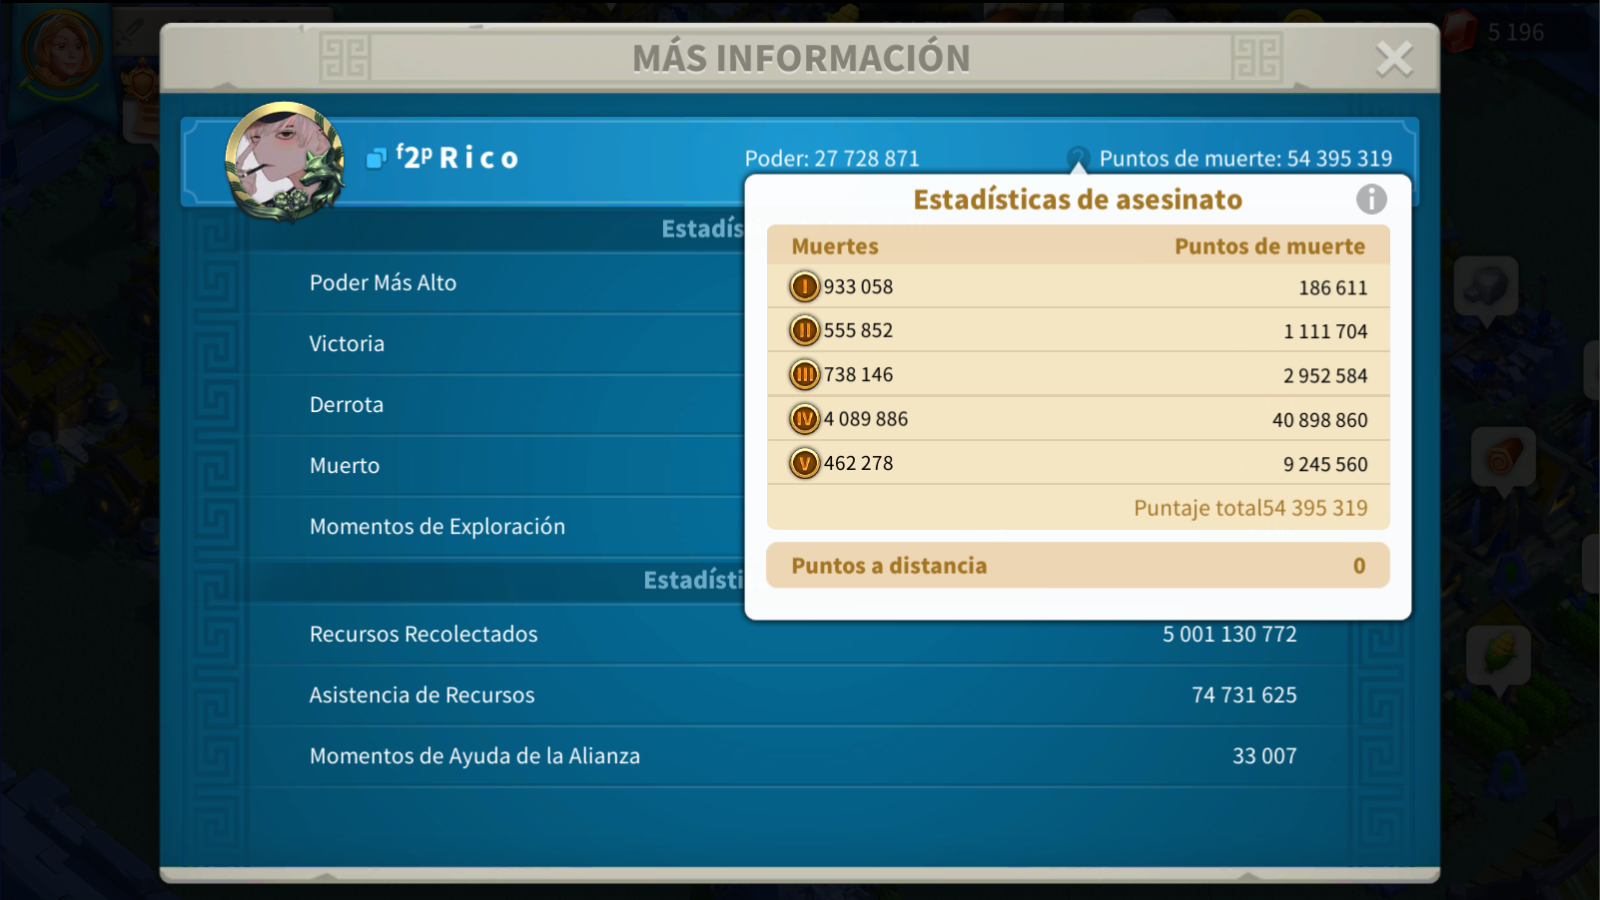 5 196
MÁS INFORMACIÓN
f2p R i c o
Poder: 27 728 871
? Puntos de muerte: 54 395 319
Estadís
Estadísticas de asesinato
i
Muertes Puntos de muerte
I 933 058 186 611
II 555 852 1 111 704
III 738 146 2 952 584
IV 4 089 886 40 898 860
V 462 278 9 245 560
Puntaje total54 395 319
Puntos a distancia 0
Poder Más Alto
Victoria
Derrota
Muerto
Momentos de Exploración
Estadísti
Recursos Recolectados 5 001 130 772
Asistencia de Recursos 74 731 625
Momentos de Ayuda de la Alianza 33 007